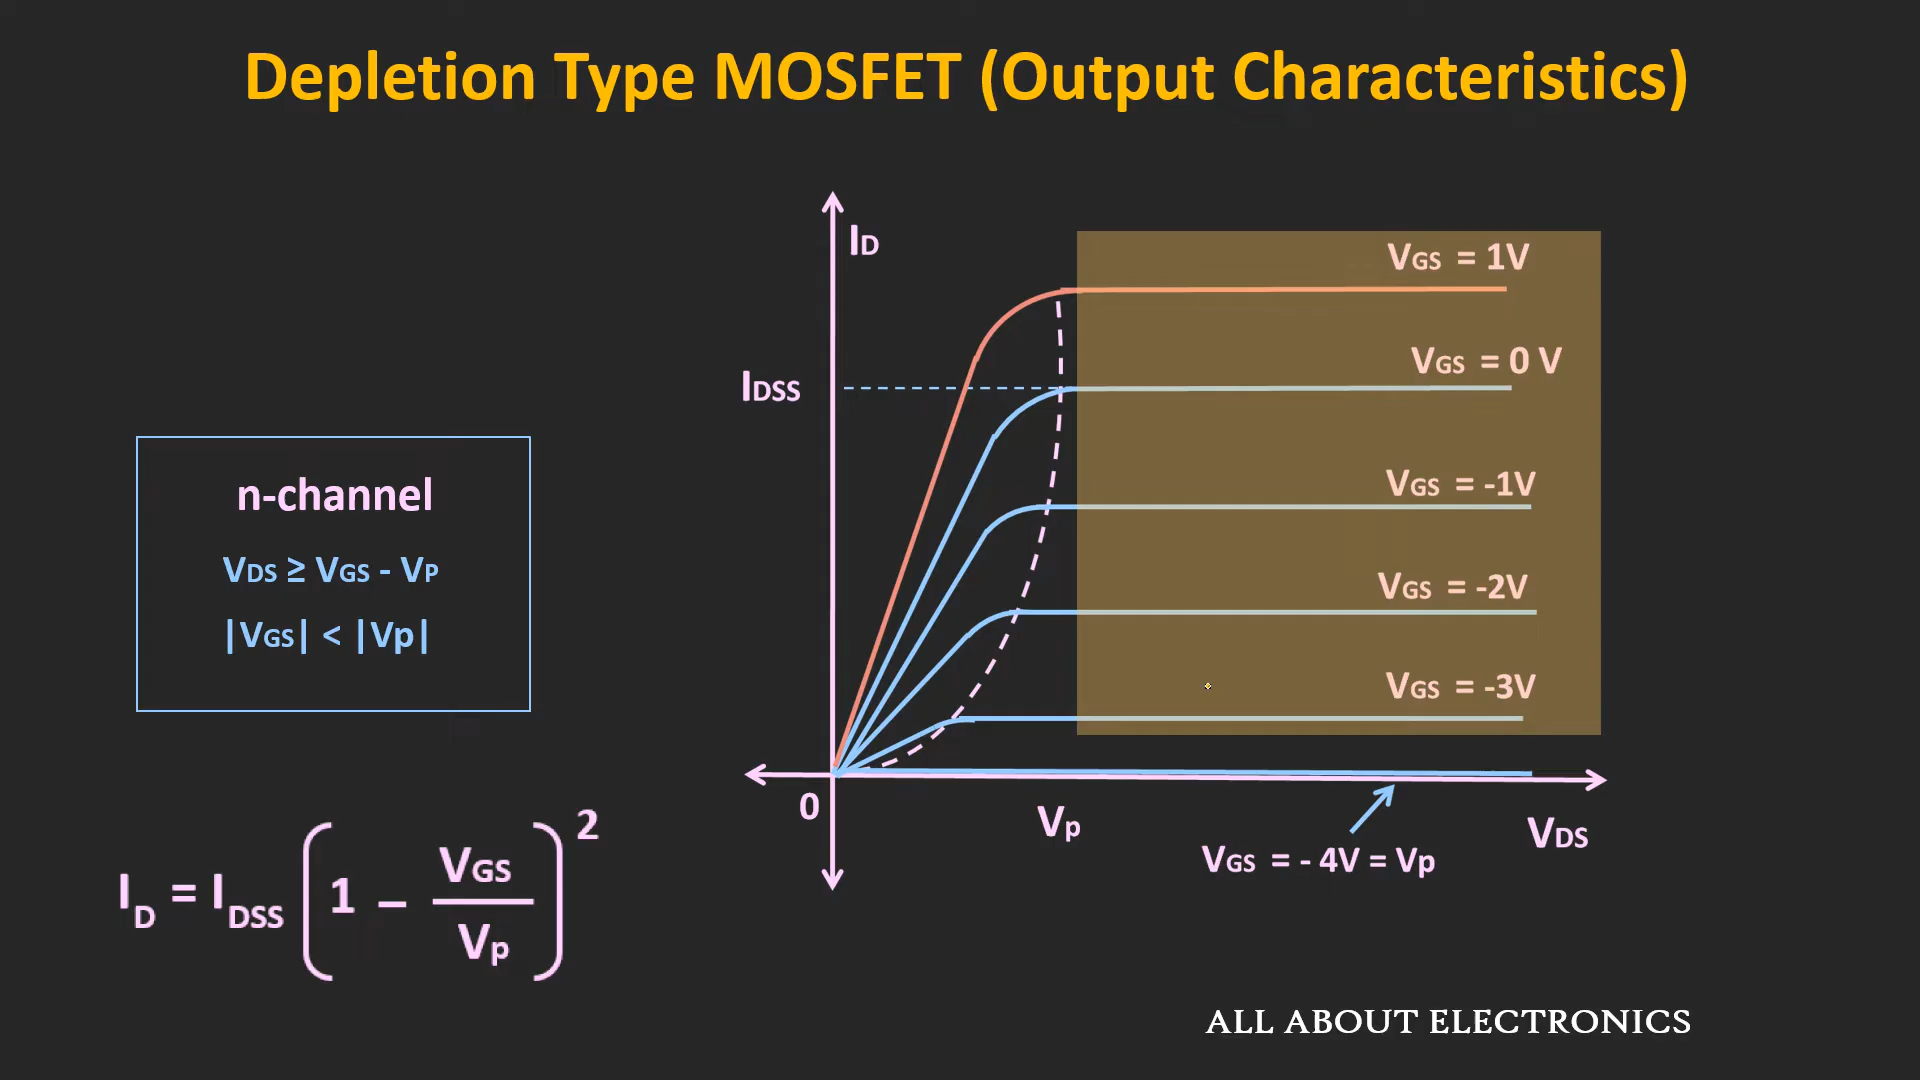 Depletion Type MOSFET (Output Characteristics)
ID
VGS = 1V
VGS = 0 V
IDSS
VGS = -1V
n-channel
VDS ≥ VGS - VP
|VGS| < |Vp|
VGS = -2V
VGS = -3V
0
Vp
VDS
VGS = - 4V = Vp
ID = IDSS (1 – VGS / Vp)2
ALL ABOUT ELECTRONICS